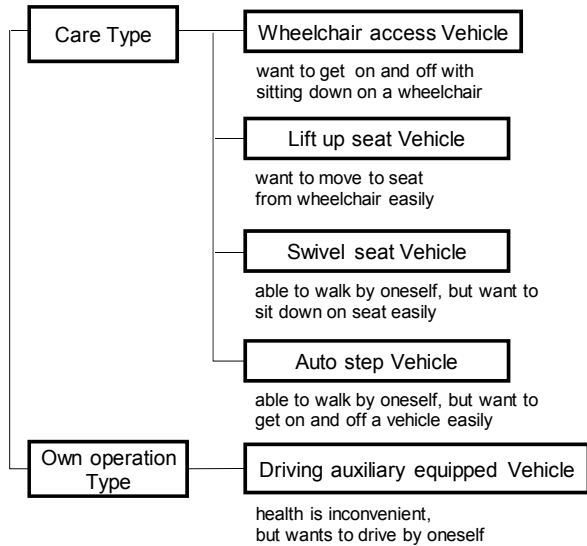 Care Type
Wheelchair access Vehicle
want to get on and off with
sitting down on a wheelchair
Lift up seat Vehicle
want to move to seat
from wheelchair easily
Swivel seat Vehicle
able to walk by oneself, but want to
sit down on seat easily
Auto step Vehicle
able to walk by oneself, but want to
get on and off a vehicle easily
Own operation
Type
Driving auxiliary equipped Vehicle
health is inconvenient,
but wants to drive by oneself